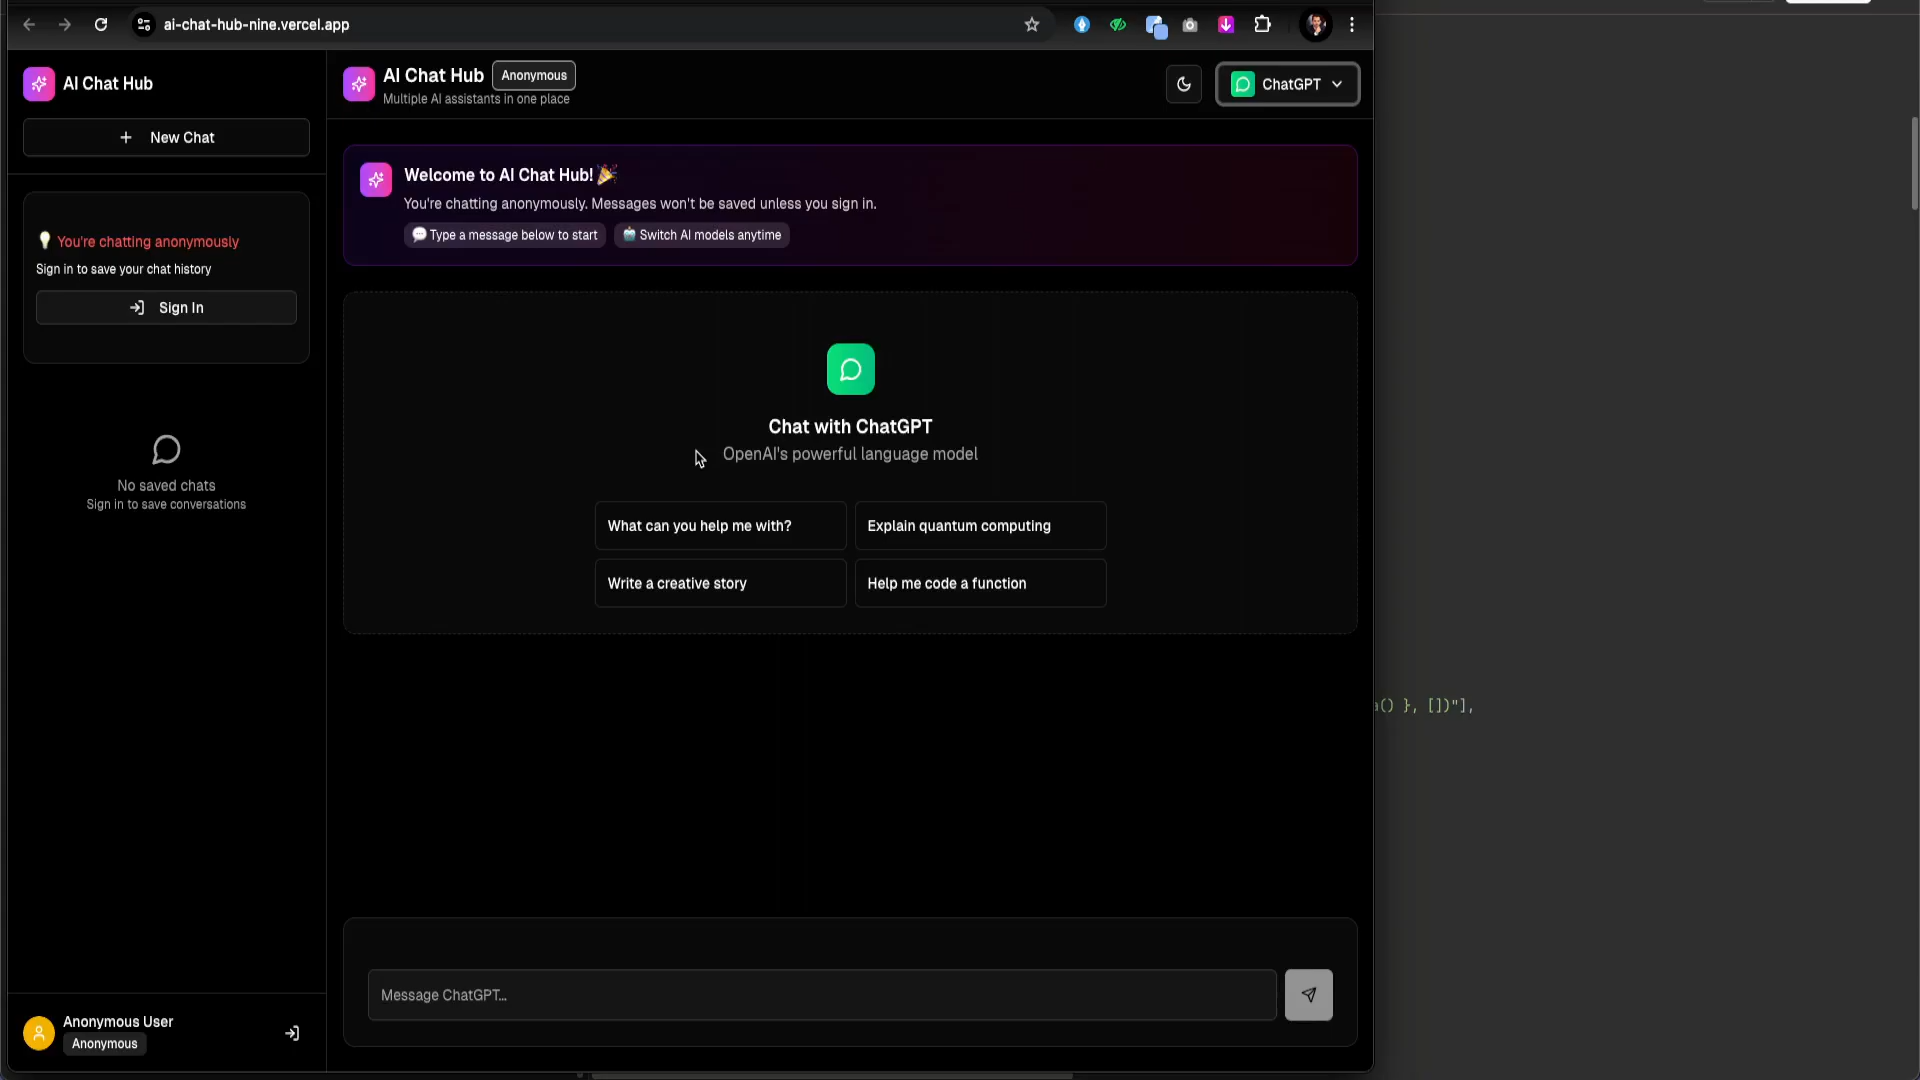 ai-chat-hub-nine.vercel.app
AI Chat Hub
New Chat
You're chatting anonymously
Sign in to save your chat history
Sign In
No saved chats
Sign in to save conversations
Anonymous User
Anonymous
AI Chat Hub Anonymous
Multiple AI assistants in one place
ChatGPT
Welcome to AI Chat Hub!
You're chatting anonymously. Messages won't be saved unless you sign in.
Type a message below to start Switch AI models anytime
Chat with ChatGPT
OpenAI's powerful language model
What can you help me with? Explain quantum computing
Write a creative story Help me code a function
Message ChatGPT...
() }, [])"],